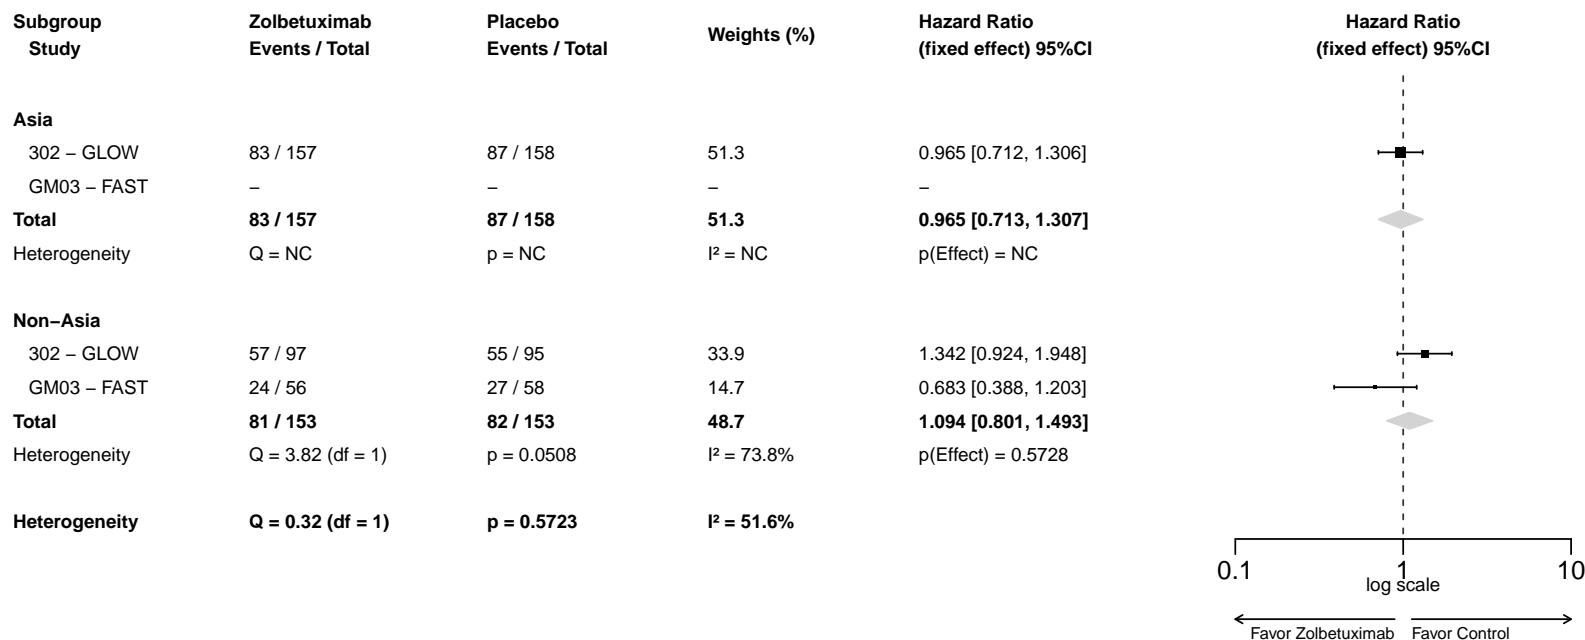 Subgroup Zolbetuximab Placebo Weights (%) Hazard Ratio Hazard Ratio
Study Events / Total Events / Total (fixed effect) 95%CI (fixed effect) 95%CI
Asia
302 – GLOW 83 / 157 87 / 158 51.3 0.965 [0.712, 1.306]
GM03 – FAST – – – –
Total 83 / 157 87 / 158 51.3 0.965 [0.713, 1.307]
Heterogeneity Q = NC p = NC I² = NC p(Effect) = NC
Non–Asia
302 – GLOW 57 / 97 55 / 95 33.9 1.342 [0.924, 1.948]
GM03 – FAST 24 / 56 27 / 58 14.7 0.683 [0.388, 1.203]
Total 81 / 153 82 / 153 48.7 1.094 [0.801, 1.493]
Heterogeneity Q = 3.82 (df = 1) p = 0.0508 I² = 73.8% p(Effect) = 0.5728
Heterogeneity Q = 0.32 (df = 1) p = 0.5723 I² = 51.6%
0.1 1 10
log scale
Favor Zolbetuximab Favor Control